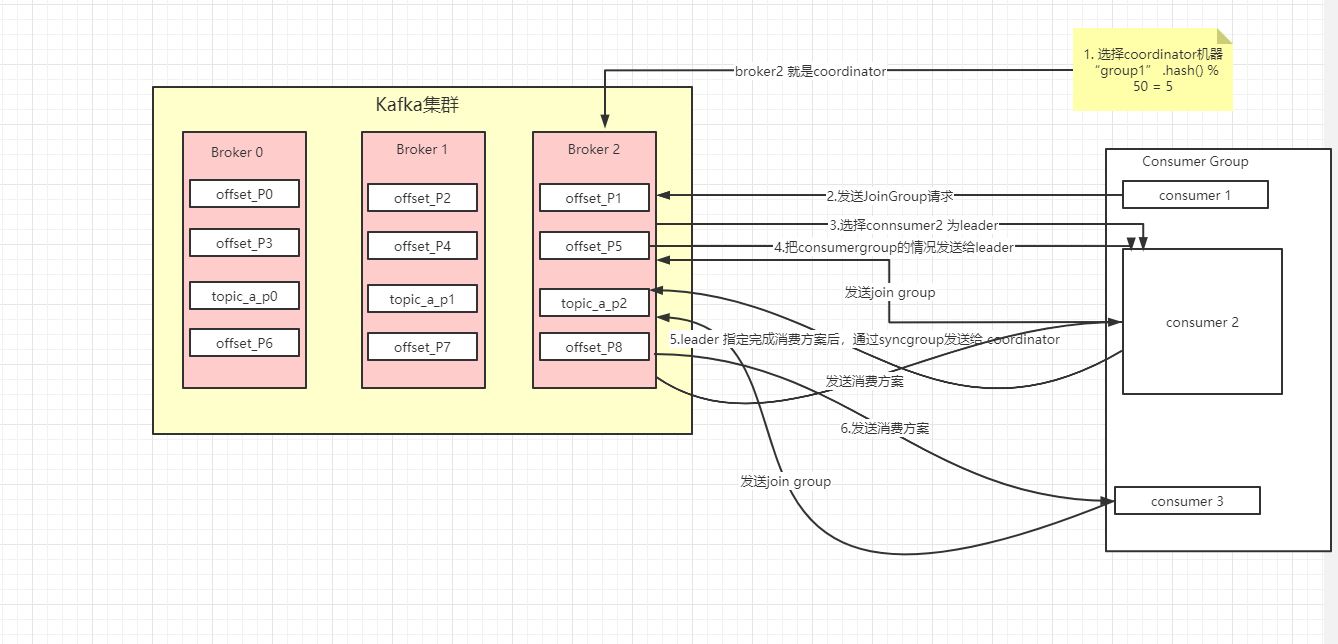 1. 选择coordinator机器
“group1” .hash() %
50 = 5
broker2 就是coordinator
Kafka集群
Broker 0
offset_P0
offset_P3
topic_a_p0
offset_P6
Broker 1
offset_P2
offset_P4
topic_a_p1
offset_P7
Broker 2
offset_P1
offset_P5
topic_a_p2
offset_P8
2.发送JoinGroup请求
3.选择connsumer2 为leader
4.把consumergroup的情况发送给leader
发送join group
5.leader 指定完成消费方案后，通过syncgroup发送给 coordinator
发送消费方案
6.发送消费方案
发送join group
Consumer Group
consumer 1
consumer 2
consumer 3